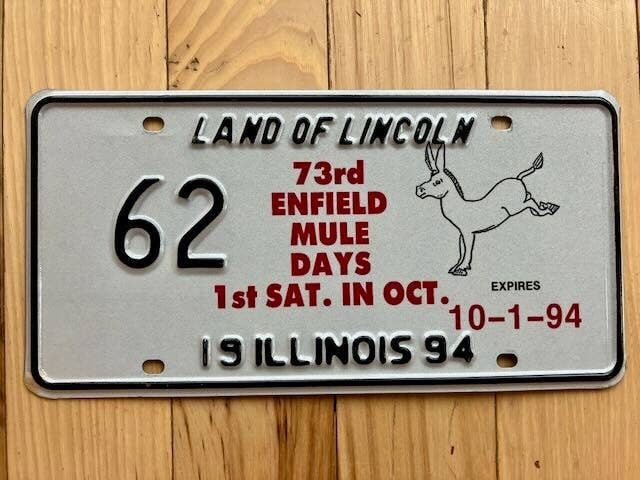 LAND OF LINCOLN
62
73rd
ENFIELD
MULE
DAYS
1st SAT. IN OCT.
EXPIRES
10-1-94
19 ILLINOIS 94